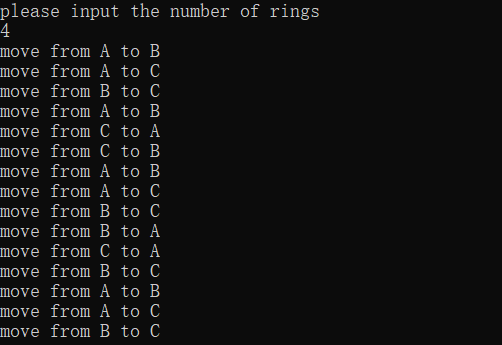 please input the number of rings
4
move from A to B
move from A to C
move from B to C
move from A to B
move from C to A
move from C to B
move from A to B
move from A to C
move from B to C
move from B to A
move from C to A
move from B to C
move from A to B
move from A to C
move from B to C